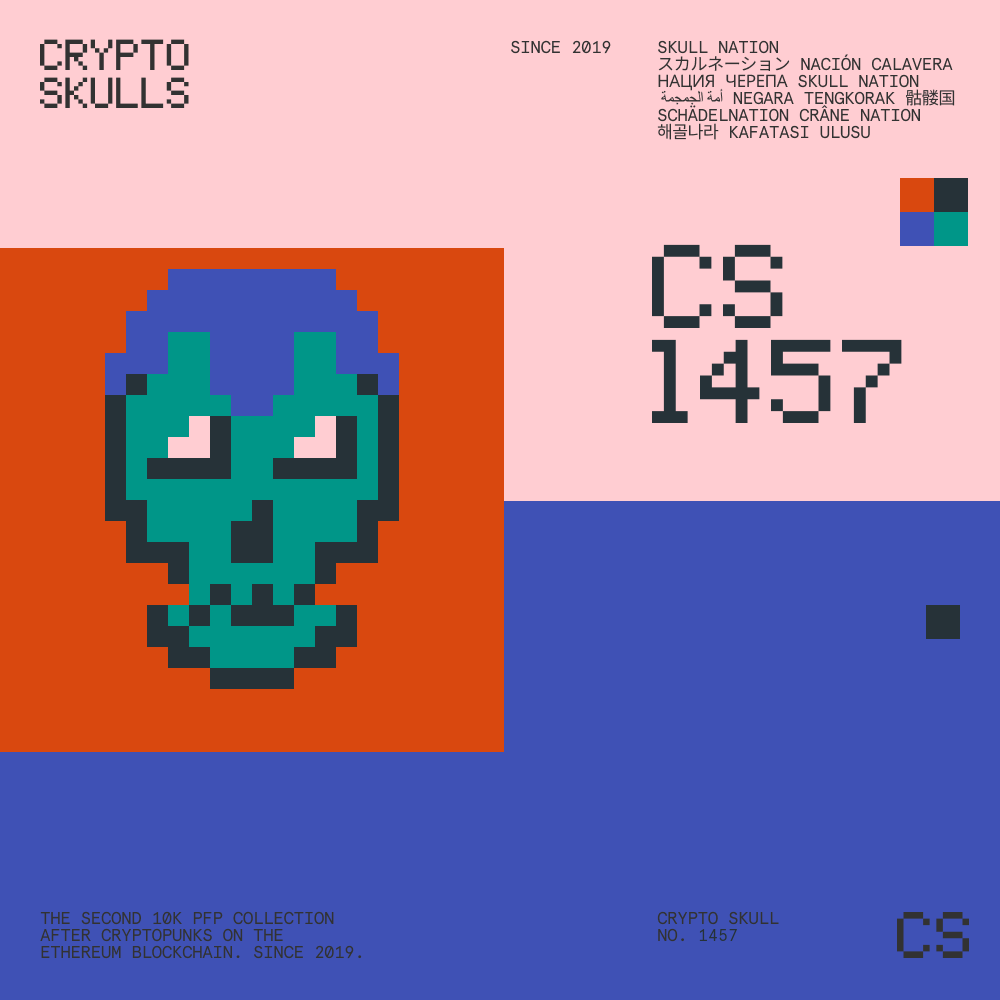 CRYPTO
SKULLS
SINCE 2019
SKULL NATION
スカルネーション NACIÓN CALAVERA
НАЦИЯ ЧЕРЕПА SKULL NATION
أمة الجمجمة NEGARA TENGKORAK 骷髅国
SCHÄDELNATION CRÂNE NATION
해골나라 KAFATASI ULUSU
CS
1457
THE SECOND 10K PFP COLLECTION
AFTER CRYPTOPUNKS ON THE
ETHEREUM BLOCKCHAIN. SINCE 2019.
CRYPTO SKULL
NO. 1457
CS